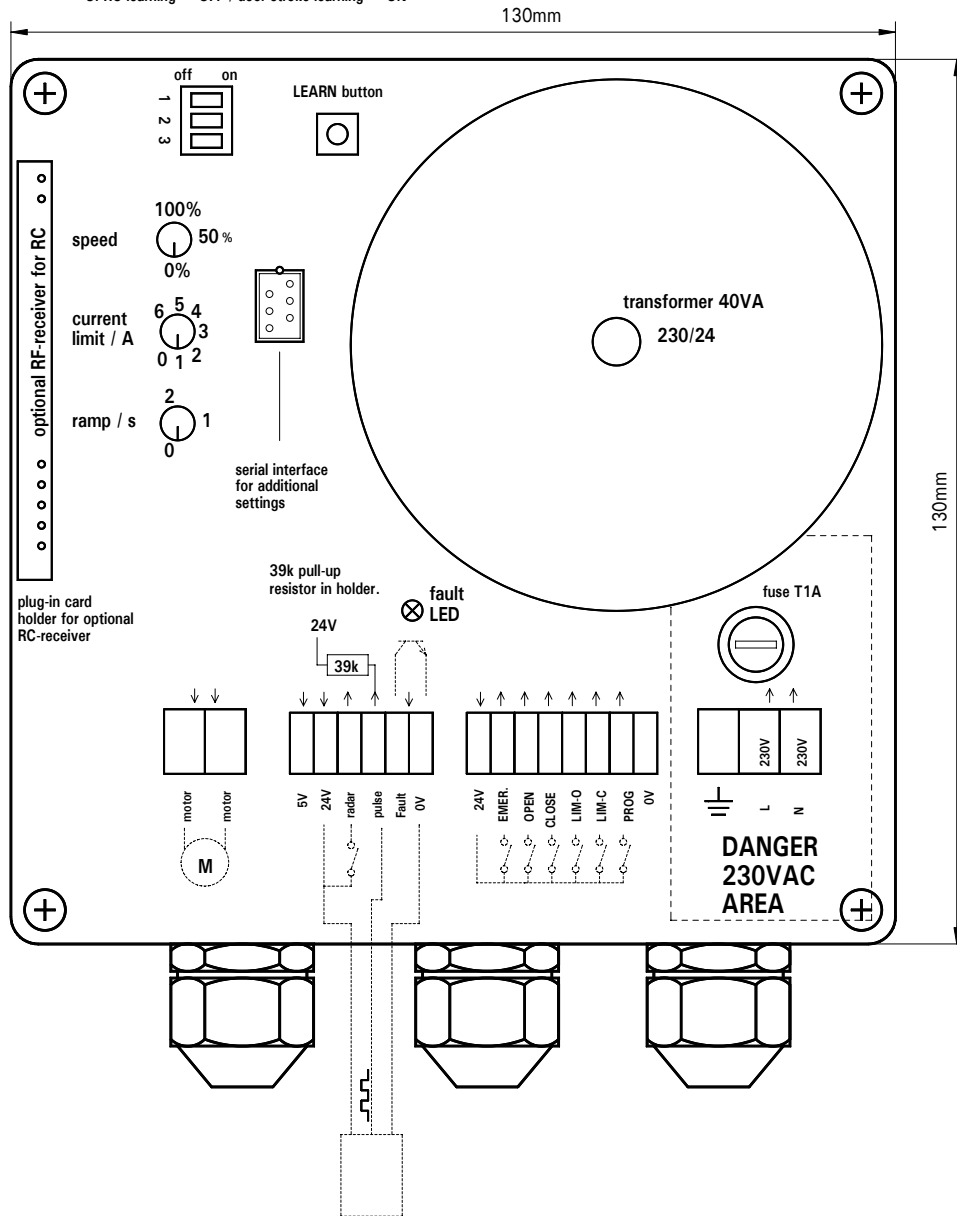 130mm
off on
1
2
3
LEARN button
optional RF-receiver for RC
100%
speed
50 %
0%
transformer 40VA
230/24
current
limit / A
6 5 4
3
0 1 2
2
ramp / s
1
0
serial interface
for additional
settings
130mm
39k pull-up
resistor in holder.
fault
LED
fuse T1A
plug-in card
holder for optional
RC-receiver
24V
39k
230V
230V
motor
motor
5V
24V
radar
pulse
Fault
0V
24V
EMER.
OPEN
CLOSE
LIM-O
LIM-C
PROG
0V
L
N
M
DANGER
230VAC
AREA